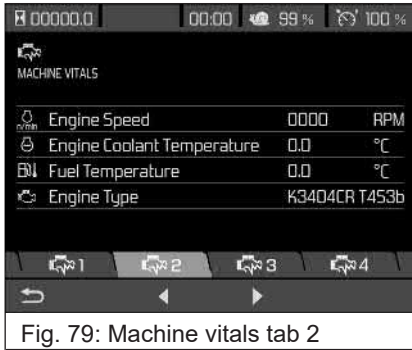 00000.0 00:00 99 % 100 %
MACHINE VITALS
n/min Engine Speed 0000 RPM
Engine Coolant Temperature 0.0 °C
Fuel Temperature 0.0 °C
Engine Type K3404CR T453b
1 2 3 4
Fig. 79: Machine vitals tab 2